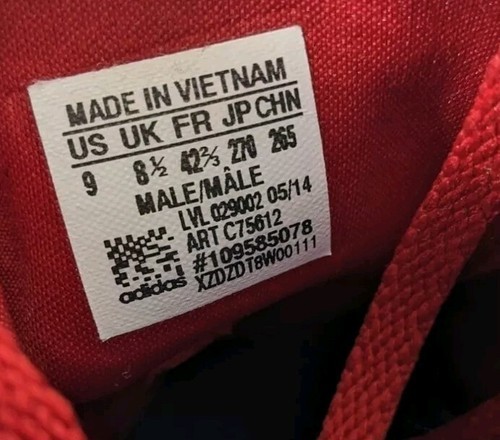 MADE IN VIETNAM
US UK FR JP CHN
9 8½ 42⅔ 270 265
MALE/MÂLE
LVL 029002 05/14
ART C75612
#109585078
adidas XZDZDT8W00111